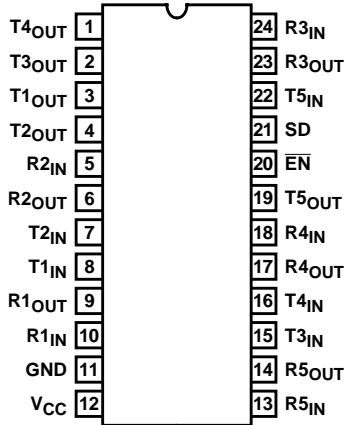 T4OUT 1 24 R3IN
T3OUT 2 23 R3OUT
T1OUT 3 22 T5IN
T2OUT 4 21 SD
R2IN 5 20 E̅N̅
R2OUT 6 19 T5OUT
T2IN 7 18 R4IN
T1IN 8 17 R4OUT
R1OUT 9 16 T4IN
R1IN 10 15 T3IN
GND 11 14 R5OUT
VCC 12 13 R5IN